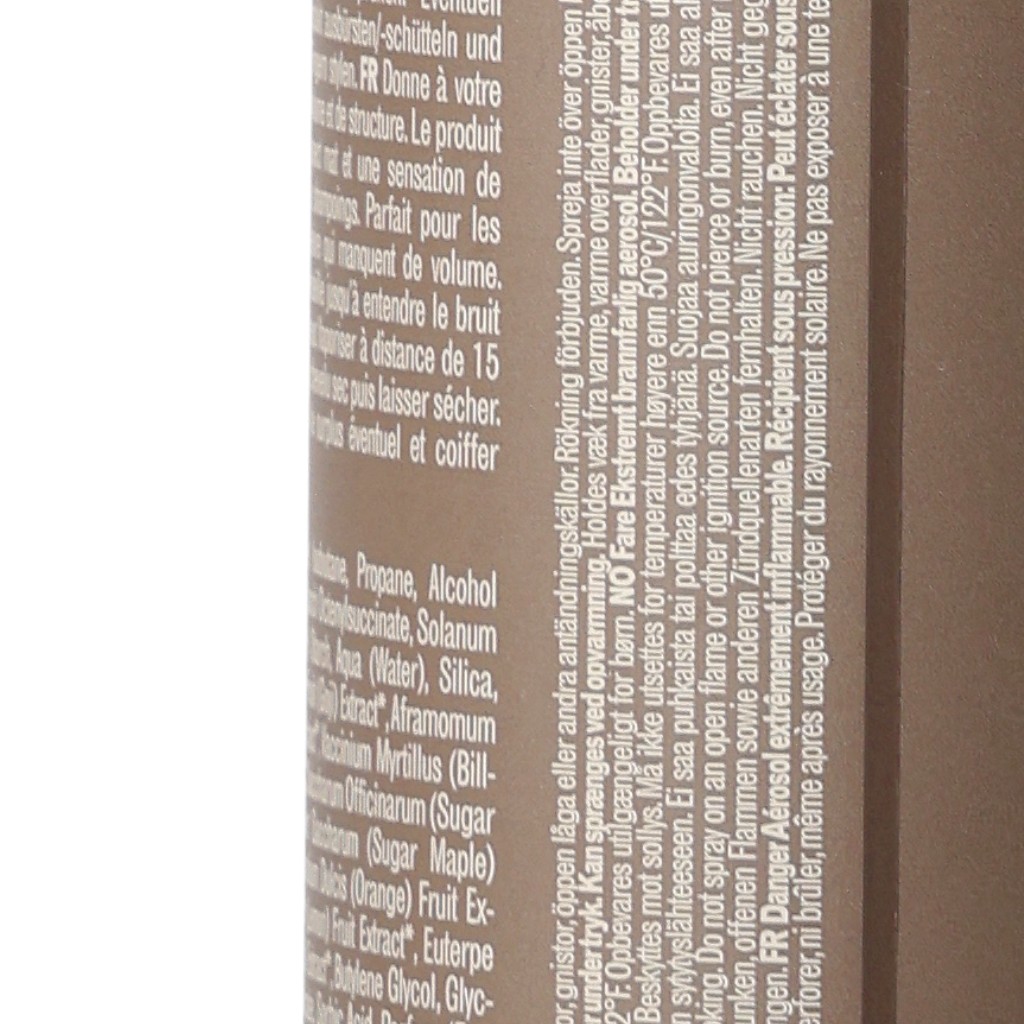 Eventuell
ausbürsten/-schütteln und
stylen. FR Donne à votre
et de structure. Le produit
mat et une sensation de
Parfait pour les
qui manquent de volume.
jusqu'à entendre le bruit
à distance de 15
sec puis laisser sécher.
surplus éventuel et coiffer
Propane, Alcohol
Solanum
Aqua (Water), Silica,
Extract*, Aframomum
Vaccinium Myrtillus (Bill-
Officinarum (Sugar
(Sugar Maple)
Dulcis (Orange) Fruit Ex-
Fruit Extract*, Euterpe
Butylene Glycol, Glyc-
gnistor, öppen låga eller andra antändningskällor. Rökning förbjuden. Spreja inte över öppen
under tryk. Kan sprænges ved opvarmning. Holdes væk fra varme, varme overflader, gnister,
F. Opbevares utilgængeligt for børn. NO Fare Ekstremt brannfarlig aerosol. Beholder under
Beskyttes mot sollys. Må ikke utsettes for temperaturer høyere enn 50°C/122°F. Oppbevares
syttyslähteeseen. Ei saa puhkaista tai polttaa edes tyhjänä. Suojaa auringonvalolta. Ei saa
Do not spray on an open flame or other ignition source. Do not pierce or burn, even after
offenen Flammen sowie anderen Zündquellenarten fernhalten. Nicht rauchen. Nicht
FR Danger Aérosol extrêmement inflammable. Récipient sous pression: Peut éclater sous
ni brûler, même après usage. Protéger du rayonnement solaire. Ne pas exposer à une